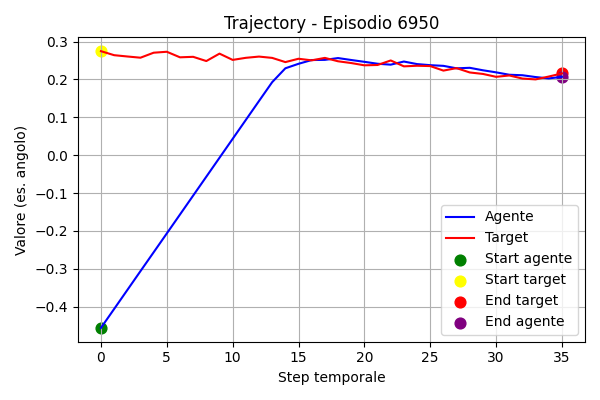 Trajectory - Episodio 6950
Valore (es. angolo)
0.3
0.2
0.1
0.0
−0.1
−0.2
−0.3
−0.4
Agente
Target
Start agente
Start target
End target
End agente
0 5 10 15 20 25 30 35
Step temporale